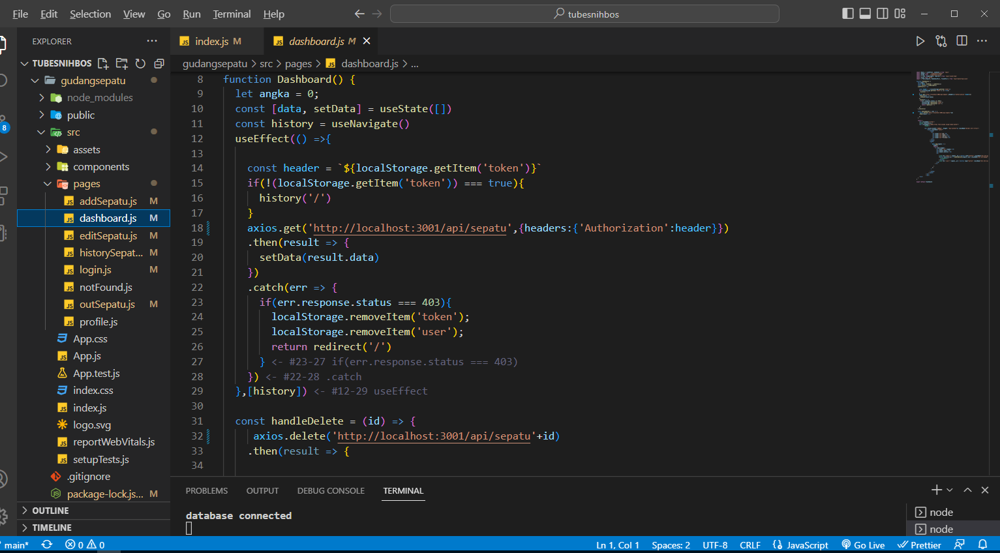 File Edit Selection View Go Run Terminal Help
tubesnihbos
EXPLORER
TUBESNIHBOS
gudangsepatu
node_modules
public
src
assets
components
pages
addSepatu.js M
dashboard.js M
editSepatu.js M
historySepat... M
login.js M
notFound.js
outSepatu.js M
profile.js
App.css
App.js
App.test.js
index.css
index.js
logo.svg
reportWebVitals.js
setupTests.js
.gitignore
package-lock.js... M
OUTLINE
TIMELINE
8
index.js M
dashboard.js M
gudangsepatu > src > pages > dashboard.js > ...
8 function Dashboard() {
9 let angka = 0;
10 const [data, setData] = useState([])
11 const history = useNavigate()
12 useEffect(() =>{
13
14 const header = `${localStorage.getItem('token')}`
15 if(!(localStorage.getItem('token')) === true){
16 history('/')
17 }
18 axios.get('http://localhost:3001/api/sepatu',{headers:{'Authorization':header}})
19 .then(result => {
20 setData(result.data)
21 })
22 .catch(err => {
23 if(err.response.status === 403){
24 localStorage.removeItem('token');
25 localStorage.removeItem('user');
26 return redirect('/')
27 } <- #23-27 if(err.response.status === 403)
28 }) <- #22-28 .catch
29 },[history]) <- #12-29 useEffect
30
31 const handleDelete = (id) => {
32 axios.delete('http://localhost:3001/api/sepatu'+id)
33 .then(result => {
34
PROBLEMS OUTPUT DEBUG CONSOLE TERMINAL
database connected
node
node
main* 0 0 Ln 1, Col 1 Spaces: 2 UTF-8 CRLF JavaScript Go Live Prettier